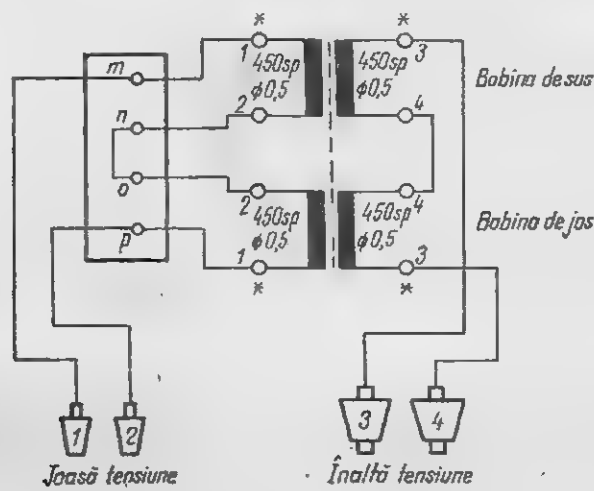 * *
m 1 3
450sp 450sp
ϕ0,5 ϕ0,5
Bobina de sus
n 2 4
o 2 4
450sp 450sp
ϕ0,5 ϕ0,5
Bobina de jos
p 1 3
* *
1 2 3 4
Joasă tensiune Înaltă tensiune